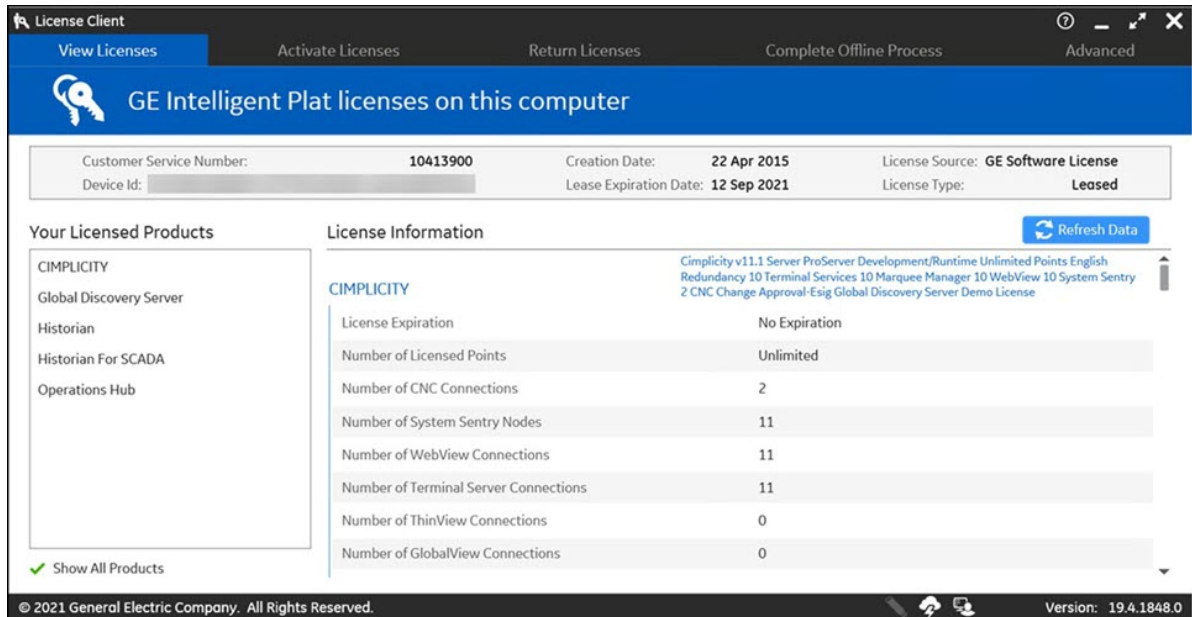 License Client
View Licenses Activate Licenses Return Licenses Complete Offline Process Advanced
GE Intelligent Plat licenses on this computer
Customer Service Number: 10413900 Creation Date: 22 Apr 2015 License Source: GE Software License
Device Id: Lease Expiration Date: 12 Sep 2021 License Type: Leased
Your Licensed Products
CIMPLICITY
Global Discovery Server
Historian
Historian For SCADA
Operations Hub
Show All Products
License Information
Refresh Data
CIMPLICITY
Cimplicity v11.1 Server ProServer Development/Runtime Unlimited Points English
Redundancy 10 Terminal Services 10 Marquee Manager 10 WebView 10 System Sentry
2 CNC Change Approval-Esig Global Discovery Server Demo License
License Expiration No Expiration
Number of Licensed Points Unlimited
Number of CNC Connections 2
Number of System Sentry Nodes 11
Number of WebView Connections 11
Number of Terminal Server Connections 11
Number of ThinView Connections 0
Number of GlobalView Connections 0
© 2021 General Electric Company. All Rights Reserved. Version: 19.4.1848.0